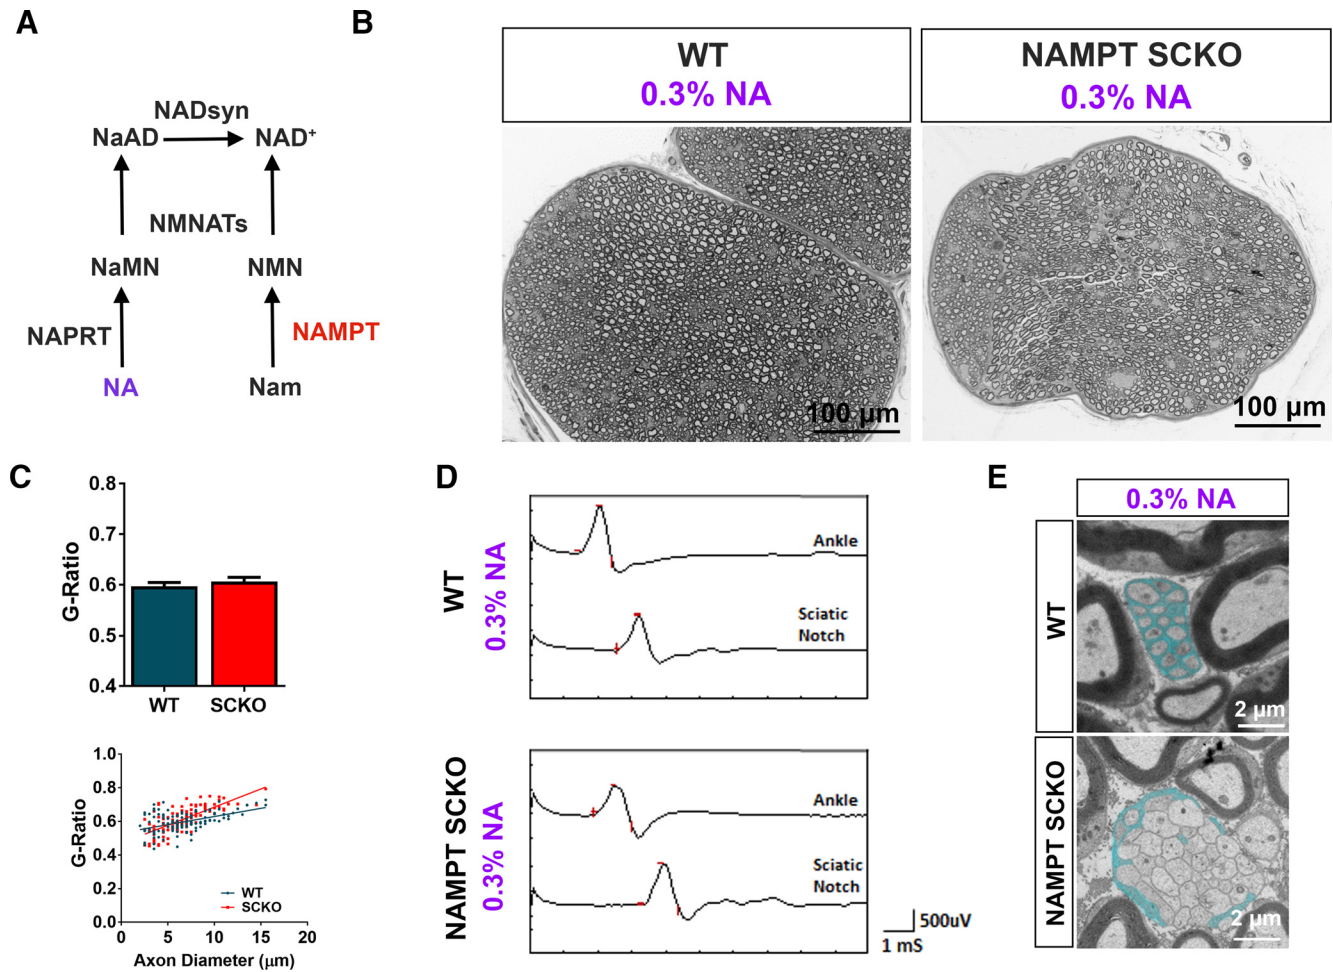 A
NADsyn
NaAD
NAD+
NMNATs
NaMN
NMN
NAPRT
NAMPT
NA
Nam
B
WT
0.3% NA
NAMPT SCKO
0.3% NA
100 µm
100 µm
C
0.8
0.7
0.6
0.5
0.4
G-Ratio
WT
SCKO
1.0
0.8
0.6
0.4
0.2
0.0
G-Ratio
WT
SCKO
0
5
10
15
20
Axon Diameter (µm)
D
WT
0.3% NA
Ankle
Sciatic
Notch
NAMPT SCKO
0.3% NA
Ankle
Sciatic
Notch
500uV
1 mS
E
0.3% NA
WT
2 µm
NAMPT SCKO
2 µm